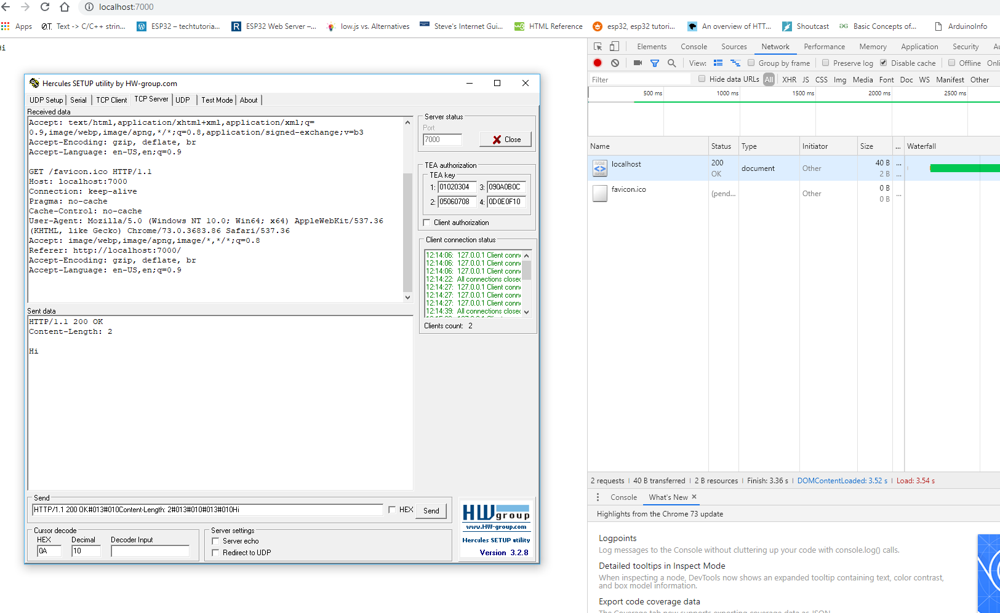 localhost:7000
Apps
Text -> C/C++ strin...
ESP32 – techtutoria...
ESP32 Web Server –...
low.js vs. Alternatives
Steve's Internet Gui...
HTML Reference
esp32, esp32 tutori...
An overview of HTT...
Shoutcast
Basic Concepts of...
ArduinoInfo
Hi
Hercules SETUP utility by HW-group.com
UDP Setup Serial TCP Client TCP Server UDP Test Mode About
Received data
Accept: text/html,application/xhtml+xml,application/xml;q=
0.9,image/webp,image/apng,*/*;q=0.8,application/signed-exchange;v=b3
Accept-Encoding: gzip, deflate, br
Accept-Language: en-US,en;q=0.9
GET /favicon.ico HTTP/1.1
Host: localhost:7000
Connection: keep-alive
Pragma: no-cache
Cache-Control: no-cache
User-Agent: Mozilla/5.0 (Windows NT 10.0; Win64; x64) AppleWebKit/537.36
(KHTML, like Gecko) Chrome/73.0.3683.86 Safari/537.36
Accept: image/webp,image/apng,image/*,*/*;q=0.8
Referer: http://localhost:7000/
Accept-Encoding: gzip, deflate, br
Accept-Language: en-US,en;q=0.9
Sent data
HTTP/1.1 200 OK
Content-Length: 2
Hi
Send
HTTP/1.1 200 OK#013#010Content-Length: 2#013#010#013#010Hi
HEX
Send
Cursor decode
HEX Decimal Decoder Input
0A 10
Server settings
Server echo
Redirect to UDP
Server status
Port
7000
Close
TEA authorization
TEA key
1: 01020304 3: 090A0B0C
2: 05060708 4: 0D0E0F10
Client authorization
Client connection status
12:14:06: 127.0.0.1 Client conn
12:14:06: 127.0.0.1 Client conn
12:14:06: 127.0.0.1 Client conn
12:14:22: All connections closed
12:14:27: 127.0.0.1 Client conn
12:14:27: 127.0.0.1 Client conn
12:14:27: 127.0.0.1 Client conn
12:14:39: All connections closed
Clients count: 2
HW group
www.HW-group.com
Hercules SETUP utility
Version 3.2.8
Elements Console Sources Network Performance Memory Application Security Au
View: Group by frame Preserve log Disable cache Offline Onli
Filter Hide data URLs All XHR JS CSS Img Media Font Doc WS Manifest Other
500 ms 1000 ms 1500 ms 2000 ms 2500 ms
Name Status Type Initiator Size ... Waterfall
localhost 200 OK document Other 40 B 2 B ... ...
favicon.ico (pend... Other 0 B 0 B ...
2 requests | 40 B transferred | 2 B resources | Finish: 3.36 s | DOMContentLoaded: 3.52 s | Load: 3.54 s
Console What's New
Highlights from the Chrome 73 update
Logpoints
Log messages to the Console without cluttering up your code with console.log() calls.
Detailed tooltips in Inspect Mode
When inspecting a node, DevTools now shows an expanded tooltip containing text, color contrast,
and box model information.
Export code coverage data
The Coverage tab now supports exporting coverage data as JSON.